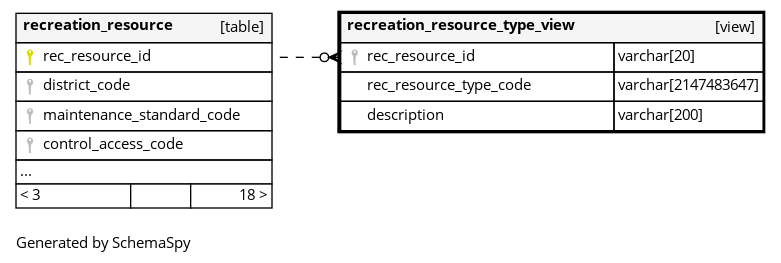 recreation_resource [table]
rec_resource_id
district_code
maintenance_standard_code
control_access_code
...
< 3 18 >
recreation_resource_type_view [view]
rec_resource_id varchar[20]
rec_resource_type_code varchar[2147483647]
description varchar[200]
Generated by SchemaSpy